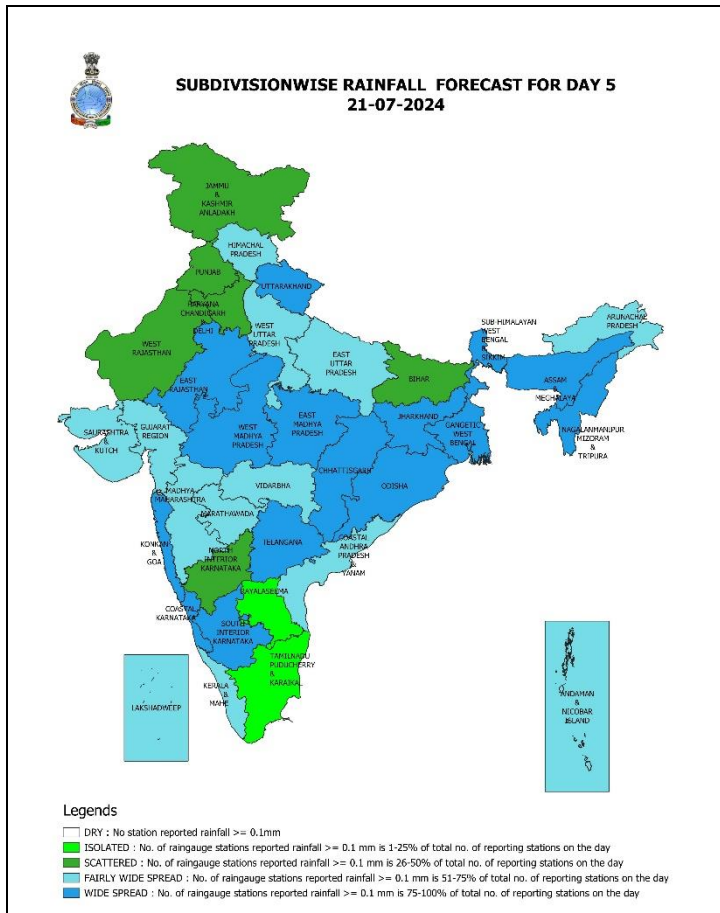 SUBDIVISIONWISE RAINFALL FORECAST FOR DAY 5
21-07-2024
JAMMU
&
KASHMIR
ANLADAKH
HIMACHAL
PRADESH
PUNJAB
UTTARAKHAND
HARYANA
CHANDIGARH
&
DELHI
WEST
RAJASTHAN
WEST
UTTAR
PRADESH
EAST
UTTAR
PRADESH
SUB-HIMALAYAN
WEST
BENGAL
&
SIKKIM
ARUNACHAL
PRADESH
BIHAR
EAST
RAJASTHAN
ASSAM
&
MEGHALAYA
NAGALANMANIPUR
MIZORAM
&
TRIPURA
SAURASHTRA
&
KUTCH
GUJARAT
REGION
WEST
MADHYA
PRADESH
EAST
MADHYA
PRADESH
JHARKHAND
GANGETIC
WEST
BENGAL
CHHATTISGARH
ODISHA
VIDARBHA
MADHYA
MAHARASHTRA
MARATHAWADA
KONKAN
&
GOA
TELANGANA
COASTAL
ANDHRA
PRADESH
&
YANAM
NORTH
INTERIOR
KARNATAKA
RAYALASEEMA
COASTAL
KARNATAKA
SOUTH
INTERIOR
KARNATAKA
TAMILNADU
PUDUCHERRY
&
KARAIKAL
KERALA
&
MAHE
LAKSHADWEEP
ANDAMAN
&
NICOBAR
ISLAND
Legends
DRY : No station reported rainfall >= 0.1mm
ISOLATED : No. of raingauge stations reported rainfall >= 0.1 mm is 1-25% of total no. of reporting stations on the day
SCATTERED : No. of raingauge stations reported rainfall >= 0.1 mm is 26-50% of total no. of reporting stations on the day
FAIRLY WIDE SPREAD : No. of raingauge stations reported rainfall >= 0.1 mm is 51-75% of total no. of reporting stations on the day
WIDE SPREAD : No. of raingauge stations reported rainfall >= 0.1 mm is 75-100% of total no. of reporting stations on the day